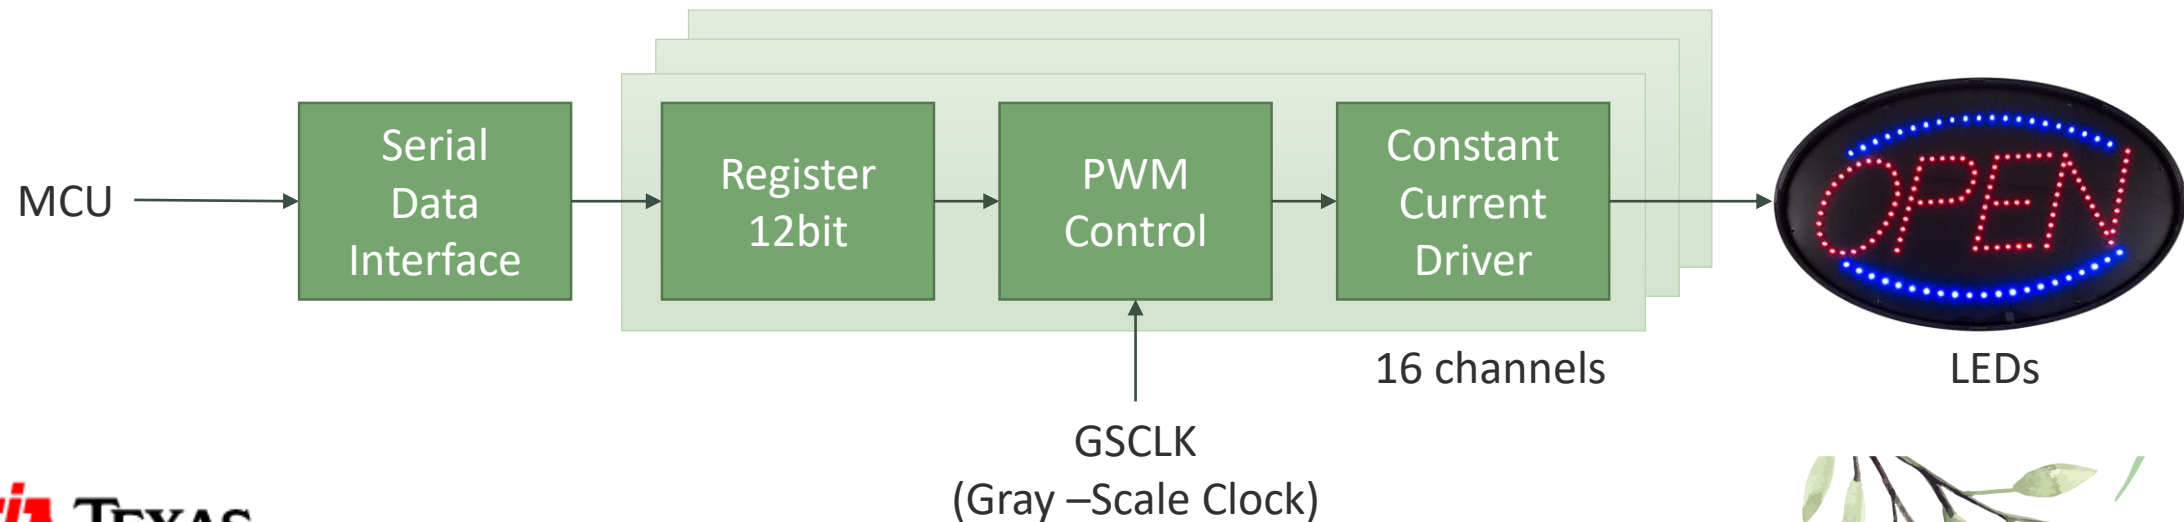 MCU
Serial
Data
Interface
Register
12bit
PWM
Control
Constant
Current
Driver
OPEN
16 channels
LEDs
GSCLK
(Gray –Scale Clock)
TEXAS